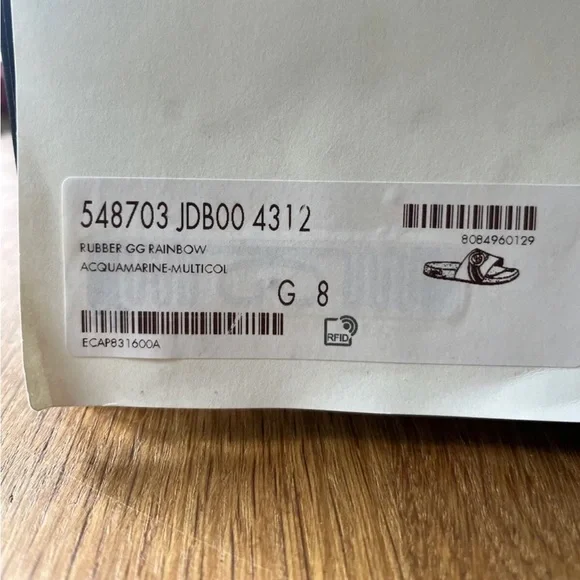 548703 JDB00 4312
RUBBER GG RAINBOW
ACQUAMARINE-MULTICOL
8084960129
G 8
ECAP831600A
RFID